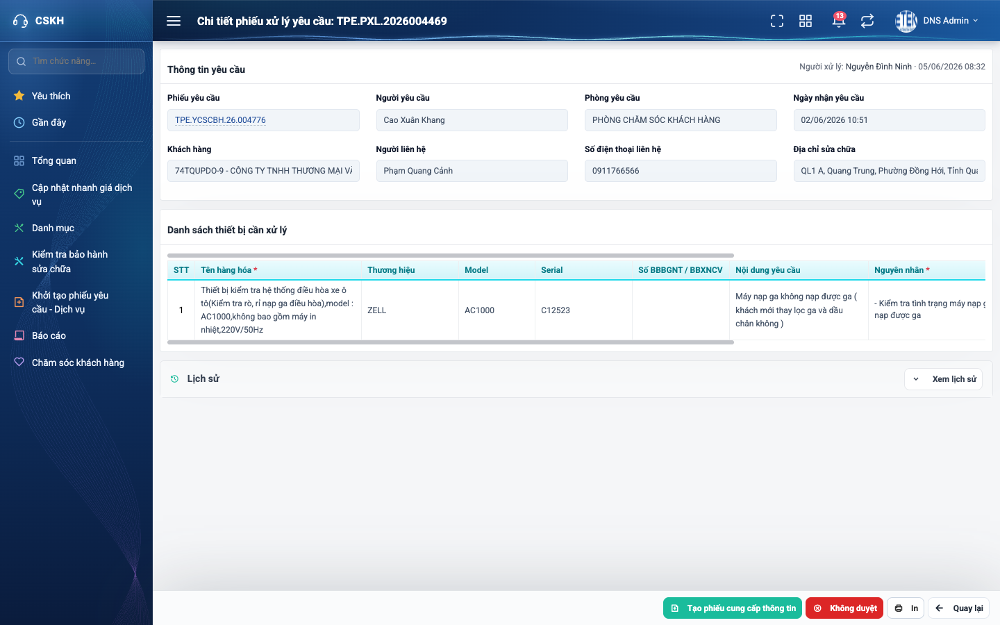 CSKH
Chi tiết phiếu xử lý yêu cầu: TPE.PXL.2026004469
13
DNS Admin
Tìm chức năng...
Yêu thích
Gần đây
Tổng quan
Cập nhật nhanh giá dịch
vụ
Danh mục
Kiểm tra bảo hành
sửa chữa
Khởi tạo phiếu yêu
cầu - Dịch vụ
Báo cáo
Chăm sóc khách hàng
Thông tin yêu cầu
Người xử lý: Nguyễn Đình Ninh · 05/06/2026 08:32
Phiếu yêu cầu
Người yêu cầu
Phòng yêu cầu
Ngày nhận yêu cầu
TPE.YCSCBH.26.004776
Cao Xuân Khang
PHÒNG CHĂM SÓC KHÁCH HÀNG
02/06/2026 10:51
Khách hàng
Người liên hệ
Số điện thoại liên hệ
Địa chỉ sửa chữa
74TQUPDO-9 - CÔNG TY TNHH THƯƠNG MẠI VÀ
Phạm Quang Cảnh
0911766566
QL1 A, Quang Trung, Phường Đồng Hới, Tỉnh Quả
Danh sách thiết bị cần xử lý
STT
Tên hàng hóa *
Thương hiệu
Model
Serial
Số BBBGNT / BBXNCV
Nội dung yêu cầu
Nguyên nhân *
1
Thiết bị kiểm tra hệ thống điều hòa xe ô
tô(Kiểm tra rò, rỉ nạp ga điều hòa),model :
AC1000,không bao gồm máy in
nhiệt,220V/50Hz
ZELL
AC1000
C12523
Máy nạp ga không nạp được ga (
khách mới thay lọc ga và dầu
chân không )
- Kiểm tra tình trạng máy nạp g
nạp được ga
Lịch sử
Xem lịch sử
Tạo phiếu cung cấp thông tin
Không duyệt
In
Quay lại